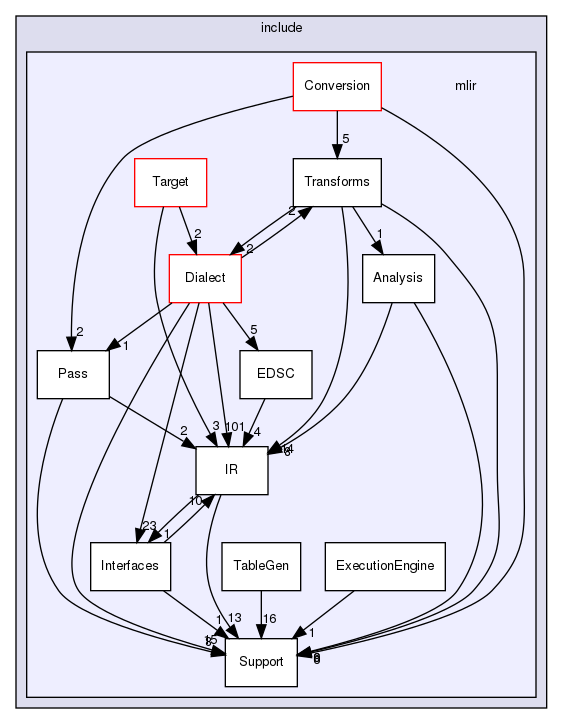 include
mlir
Conversion
5
Target
Transforms
2
2
1
2
Dialect
Analysis
2
1
5
Pass
EDSC
2
3
101
4
IR
10
23
1
Interfaces
TableGen
ExecutionEngine
1
13
16
1
Support